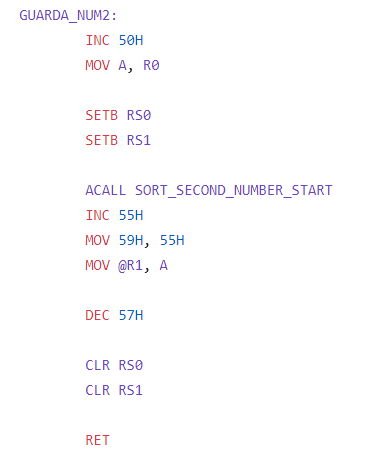 GUARDA_NUM2:
INC 50H
MOV A, R0
SETB RS0
SETB RS1
ACALL SORT_SECOND_NUMBER_START
INC 55H
MOV 59H, 55H
MOV @R1, A
DEC 57H
CLR RS0
CLR RS1
RET